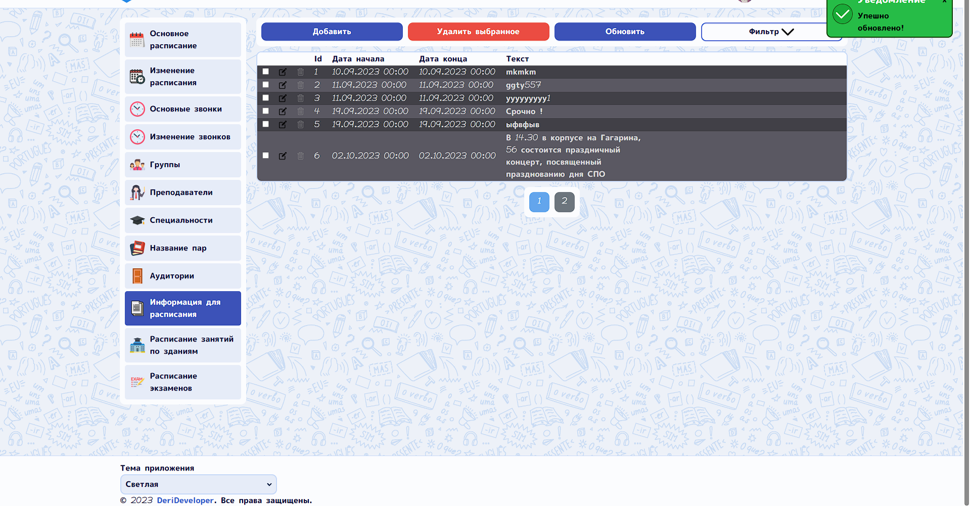 Уведомление
×
Упешно
обновлено!
Добавить
Удалить выбранное
Обновить
Фильтр
Основное
расписание
Изменение
расписания
Основные звонки
Изменение звонков
Группы
Преподаватели
Специальности
Название пар
Аудитории
Информация для
расписания
Расписание занятий
по зданиям
Расписание
экзаменов
Id Дата начала Дата конца Текст
1 10.09.2023 00:00 10.09.2023 00:00 mkmkm
2 11.09.2023 00:00 11.09.2023 00:00 ggty557
3 11.09.2023 00:00 11.09.2023 00:00 yyyyyyyyy1
4 19.09.2023 00:00 19.09.2023 00:00 Срочно !
5 19.09.2023 00:00 19.09.2023 00:00 ыфвфыв
6 02.10.2023 00:00 02.10.2023 00:00 В 14:30 в корпусе на Гагарина,
56 состоится праздничный
концерт, посвященный
празднованию дня СПО
1 2
Тема приложения
Светлая
© 2023 DeriDeveloper. Все права защищены.